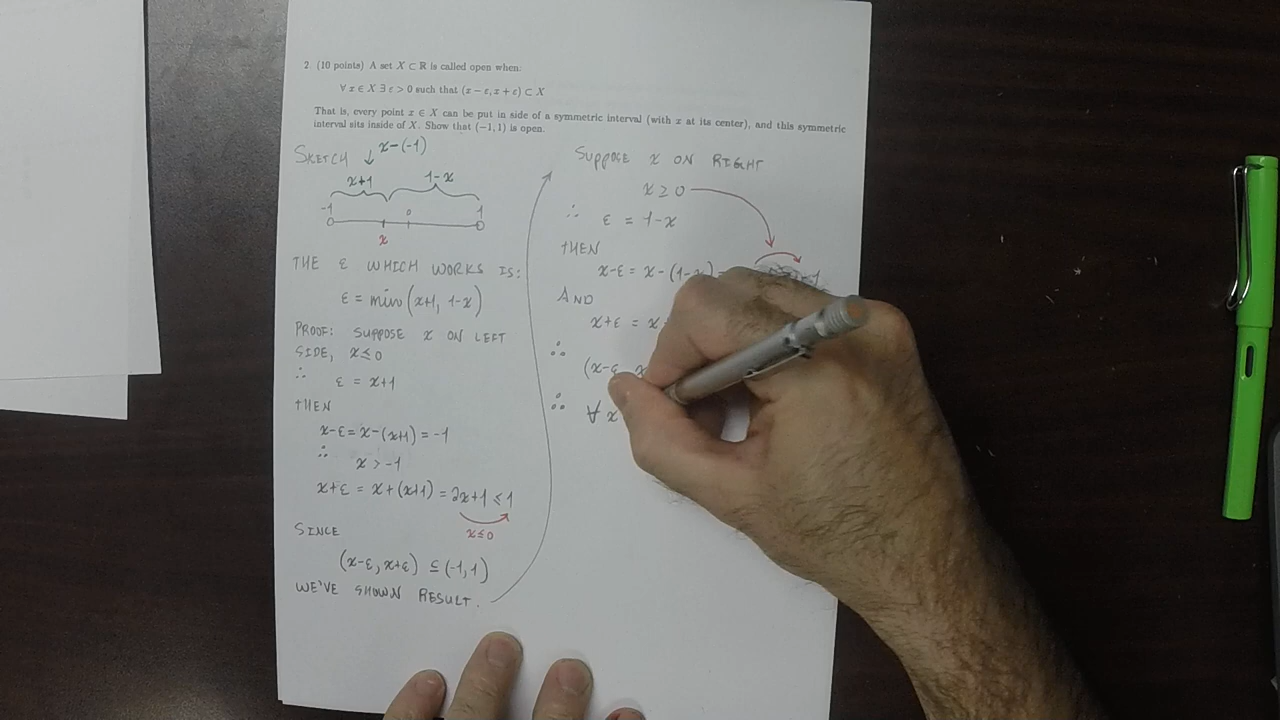 2. (10 points) A set X ⊂ ℝ is called open when:
∀ x ∈ X ∃ ε > 0 such that (x − ε, x + ε) ⊂ X
That is, every point x ∈ X can be put in side of a symmetric interval (with x at its center), and this symmetric
interval sits inside of X. Show that (−1, 1) is open.
SKETCH
x-(-1)
x+1
1-x
-1
0
1
x
THE ε WHICH WORKS IS:
ε = min (x+1, 1-x)
PROOF: SUPPOSE x ON LEFT
SIDE, x ≤ 0
∴ ε = x+1
THEN
x-ε = x-(x+1) = -1
∴ x > -1
x+ε = x+(x+1) = 2x+1 ≤ 1
x ≤ 0
SINCE
(x-ε, x+ε) ⊆ (-1, 1)
WE'VE SHOWN RESULT.
SUPPOSE x ON RIGHT
x ≥ 0
∴ ε = 1-x
THEN
x-ε = x-(1-x)
AND
x+ε = x
∴ (x-ε
∴ ∀ x